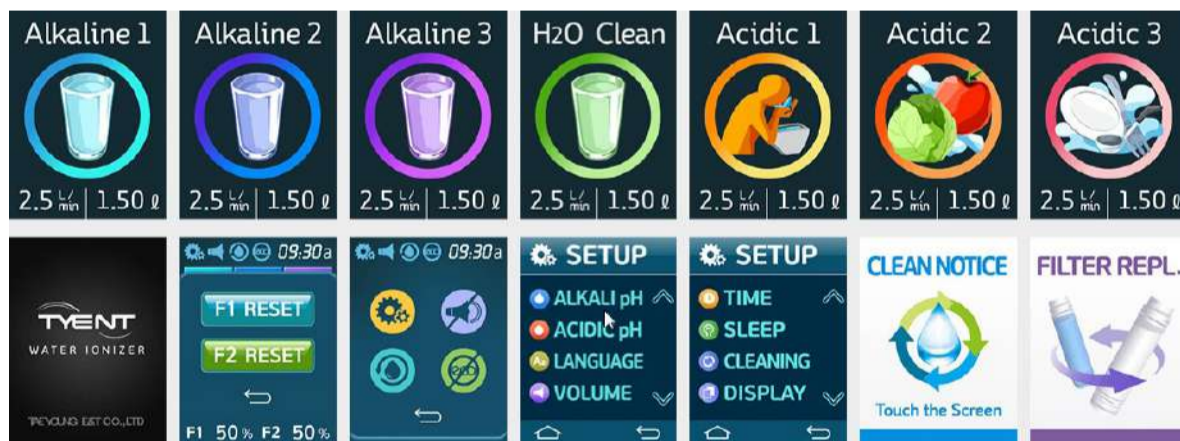 Alkaline 1
Alkaline 2
Alkaline 3
H2O Clean
Acidic 1
Acidic 2
Acidic 3
2.5 L/min | 1.50 ℓ
2.5 L/min | 1.50 ℓ
2.5 L/min | 1.50 ℓ
2.5 L/min | 1.50 ℓ
2.5 L/min | 1.50 ℓ
2.5 L/min | 1.50 ℓ
2.5 L/min | 1.50 ℓ
TYENT
WATER IONIZER
09:30a
F1 RESET
F2 RESET
F1 50% F2 50%
09:30a
SETUP
ALKALI pH
ACIDIC pH
LANGUAGE
VOLUME
SETUP
TIME
SLEEP
CLEANING
DISPLAY
CLEAN NOTICE
Touch the Screen
FILTER REPL.